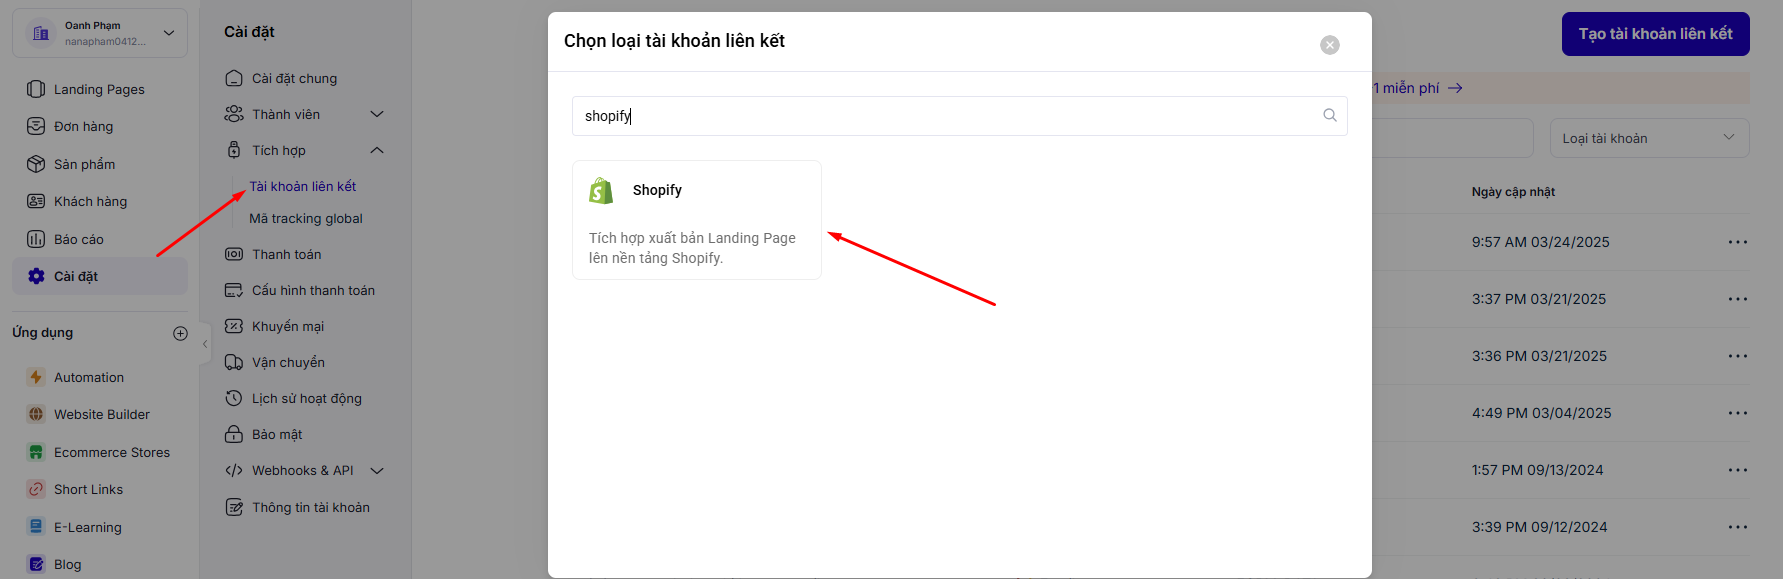 Oanh Phạm
nanapham0412...
Landing Pages
Đơn hàng
Sản phẩm
Khách hàng
Báo cáo
Cài đặt
Ứng dụng
Automation
Website Builder
Ecommerce Stores
Short Links
E-Learning
Blog
Cài đặt
Cài đặt chung
Thành viên
Tích hợp
Tài khoản liên kết
Mã tracking global
Thanh toán
Cấu hình thanh toán
Khuyến mại
Vận chuyển
Lịch sử hoạt động
Bảo mật
Webhooks & API
Thông tin tài khoản
Chọn loại tài khoản liên kết
shopify
Shopify
Tích hợp xuất bản Landing Page
lên nền tảng Shopify.
Tạo tài khoản liên kết
1 miễn phí
Loại tài khoản
Ngày cập nhật
9:57 AM 03/24/2025
3:37 PM 03/21/2025
3:36 PM 03/21/2025
4:49 PM 03/04/2025
1:57 PM 09/13/2024
3:39 PM 09/12/2024